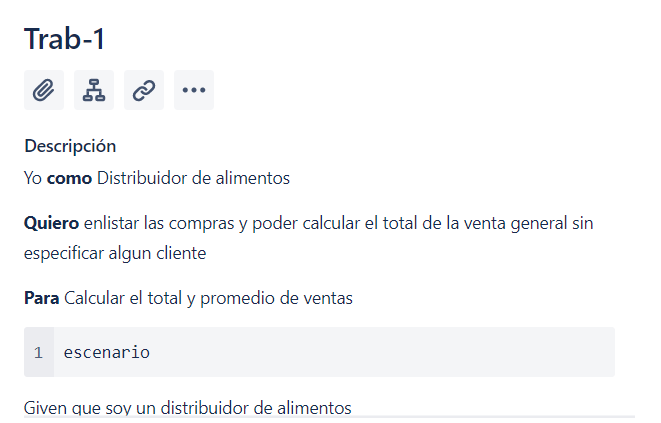 Trab-1
Descripción
Yo como Distribuidor de alimentos
Quiero enlistar las compras y poder calcular el total de la venta general sin
especificar algun cliente
Para Calcular el total y promedio de ventas
1 escenario
Given que soy un distribuidor de alimentos